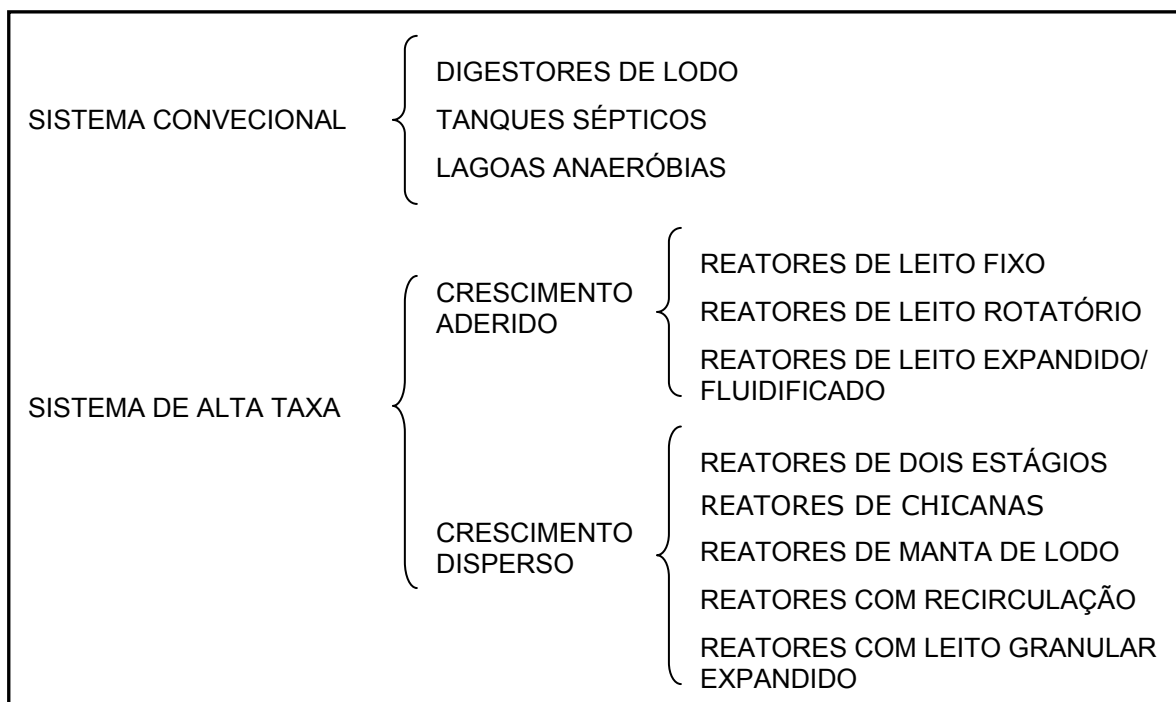 SISTEMA CONVECIONAL
DIGESTORES DE LODO
TANQUES SÉPTICOS
LAGOAS ANAERÓBIAS
SISTEMA DE ALTA TAXA
CRESCIMENTO
ADERIDO
REATORES DE LEITO FIXO
REATORES DE LEITO ROTATÓRIO
REATORES DE LEITO EXPANDIDO/
FLUIDIFICADO
CRESCIMENTO
DISPERSO
REATORES DE DOIS ESTÁGIOS
REATORES DE CHICANAS
REATORES DE MANTA DE LODO
REATORES COM RECIRCULAÇÃO
REATORES COM LEITO GRANULAR
EXPANDIDO